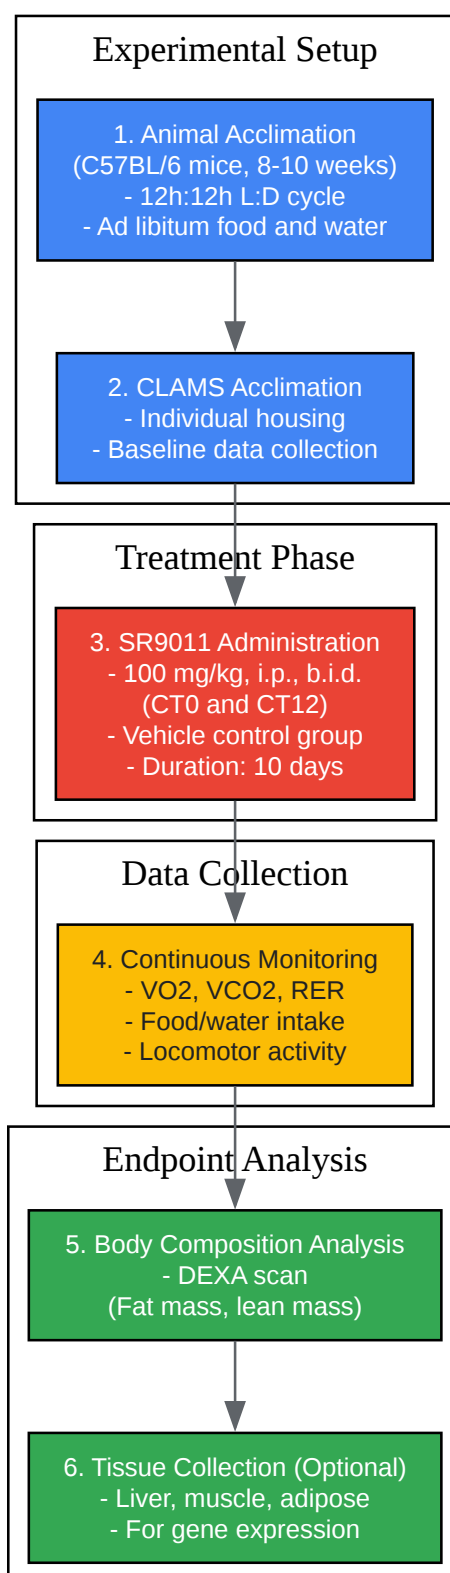 Experimental Setup
1. Animal Acclimation
(C57BL/6 mice, 8-10 weeks)
- 12h:12h L:D cycle
- Ad libitum food and water
2. CLAMS Acclimation
- Individual housing
- Baseline data collection
Treatment Phase
3. SR9011 Administration
- 100 mg/kg, i.p., b.i.d.
(CT0 and CT12)
- Vehicle control group
- Duration: 10 days
Data Collection
4. Continuous Monitoring
- VO2, VCO2, RER
- Food/water intake
- Locomotor activity
Endpoint Analysis
5. Body Composition Analysis
- DEXA scan
(Fat mass, lean mass)
6. Tissue Collection (Optional)
- Liver, muscle, adipose
- For gene expression